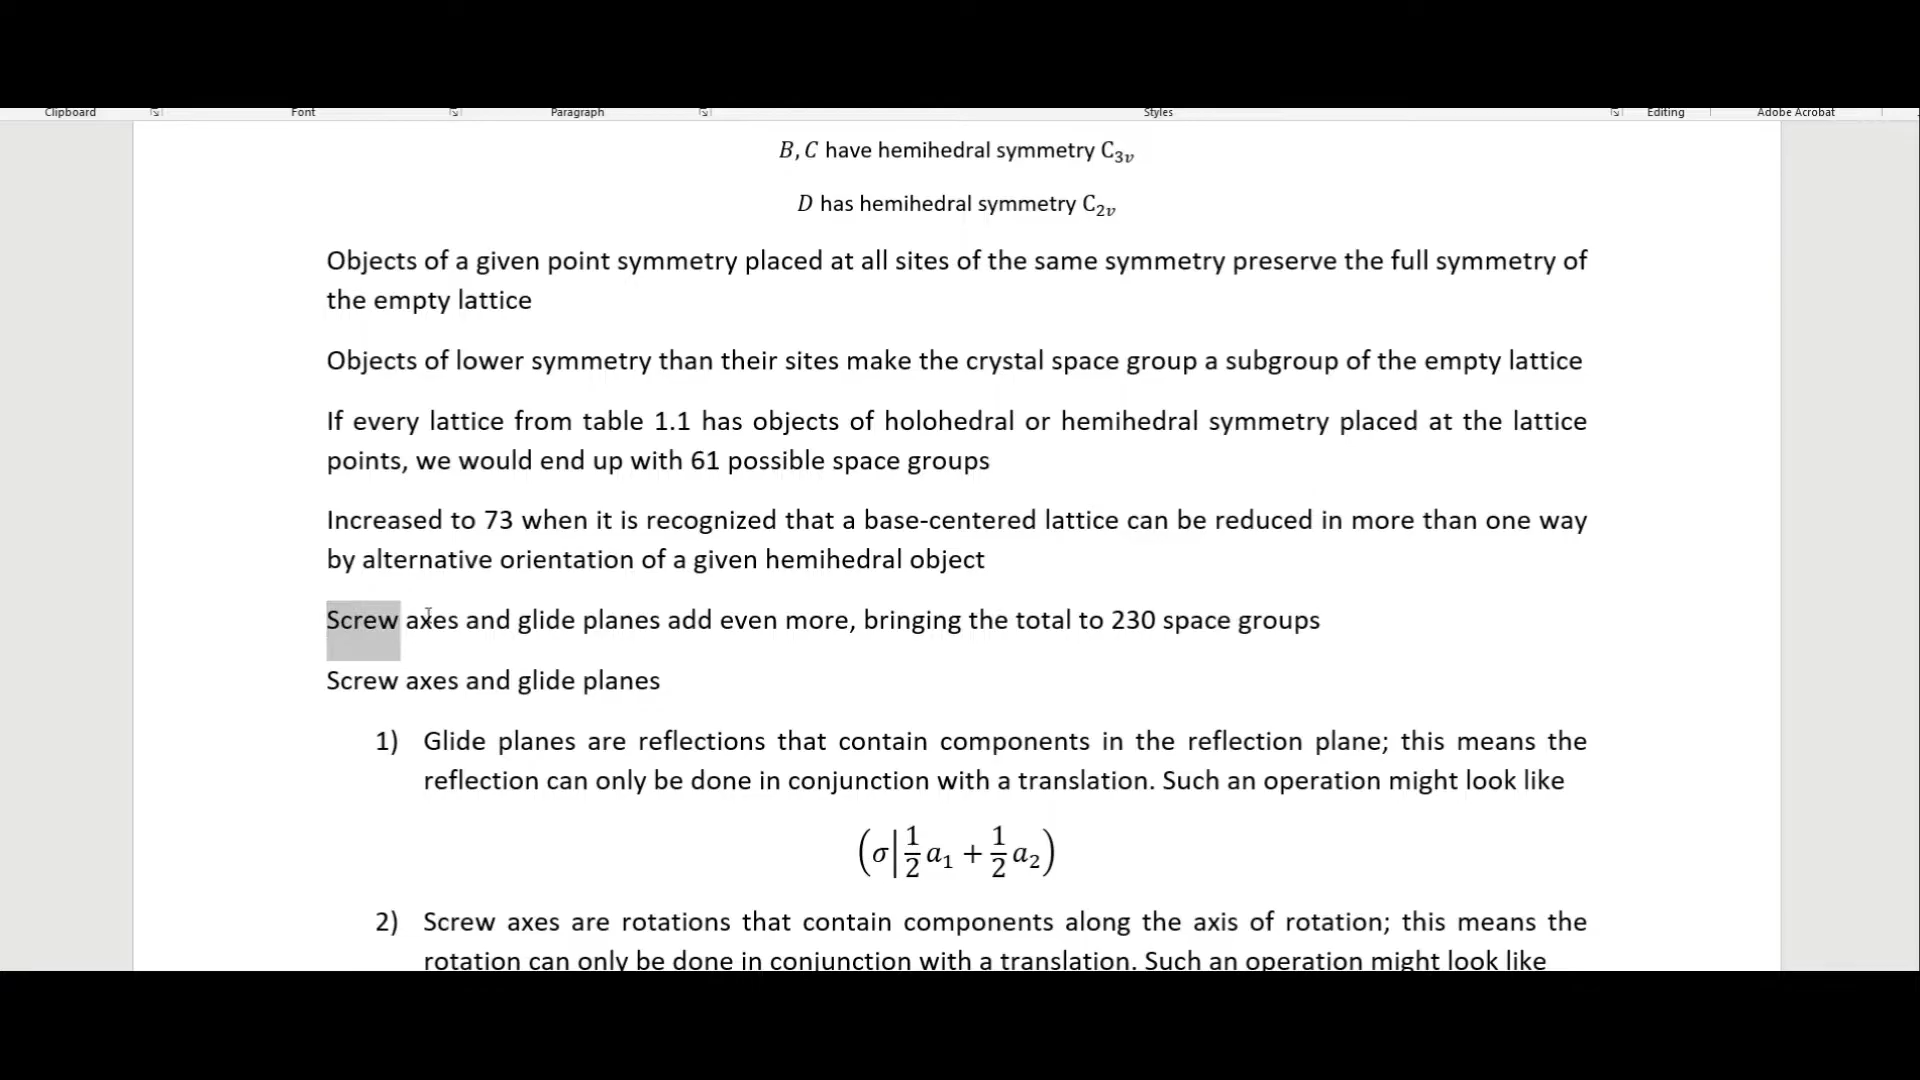 Clipboard Font Paragraph Styles Editing Adobe Acrobat
B, C have hemihedral symmetry C₃ᵥ
D has hemihedral symmetry C₂ᵥ
Objects of a given point symmetry placed at all sites of the same symmetry preserve the full symmetry of
the empty lattice
Objects of lower symmetry than their sites make the crystal space group a subgroup of the empty lattice
If every lattice from table 1.1 has objects of holohedral or hemihedral symmetry placed at the lattice
points, we would end up with 61 possible space groups
Increased to 73 when it is recognized that a base-centered lattice can be reduced in more than one way
by alternative orientation of a given hemihedral object
Screw axes and glide planes add even more, bringing the total to 230 space groups
Screw axes and glide planes
1) Glide planes are reflections that contain components in the reflection plane; this means the
reflection can only be done in conjunction with a translation. Such an operation might look like
(σ|1/2 a₁ + 1/2 a₂)
2) Screw axes are rotations that contain components along the axis of rotation; this means the
rotation can only be done in conjunction with a translation. Such an operation might look like